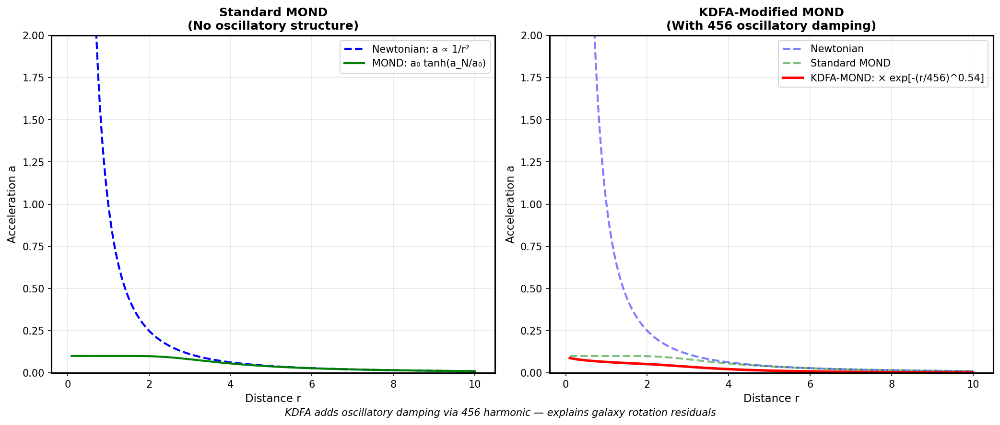 Standard MOND
(No oscillatory structure)
Acceleration a
2.00
1.75
1.50
1.25
1.00
0.75
0.50
0.25
0.00
Newtonian: a ∝ 1/r²
MOND: a₀ tanh(a_N/a₀)
0 2 4 6 8 10
Distance r
KDFA-Modified MOND
(With 456 oscillatory damping)
Acceleration a
2.00
1.75
1.50
1.25
1.00
0.75
0.50
0.25
0.00
Newtonian
Standard MOND
KDFA-MOND: × exp[-(r/456)^0.54]
0 2 4 6 8 10
Distance r
KDFA adds oscillatory damping via 456 harmonic — explains galaxy rotation residuals